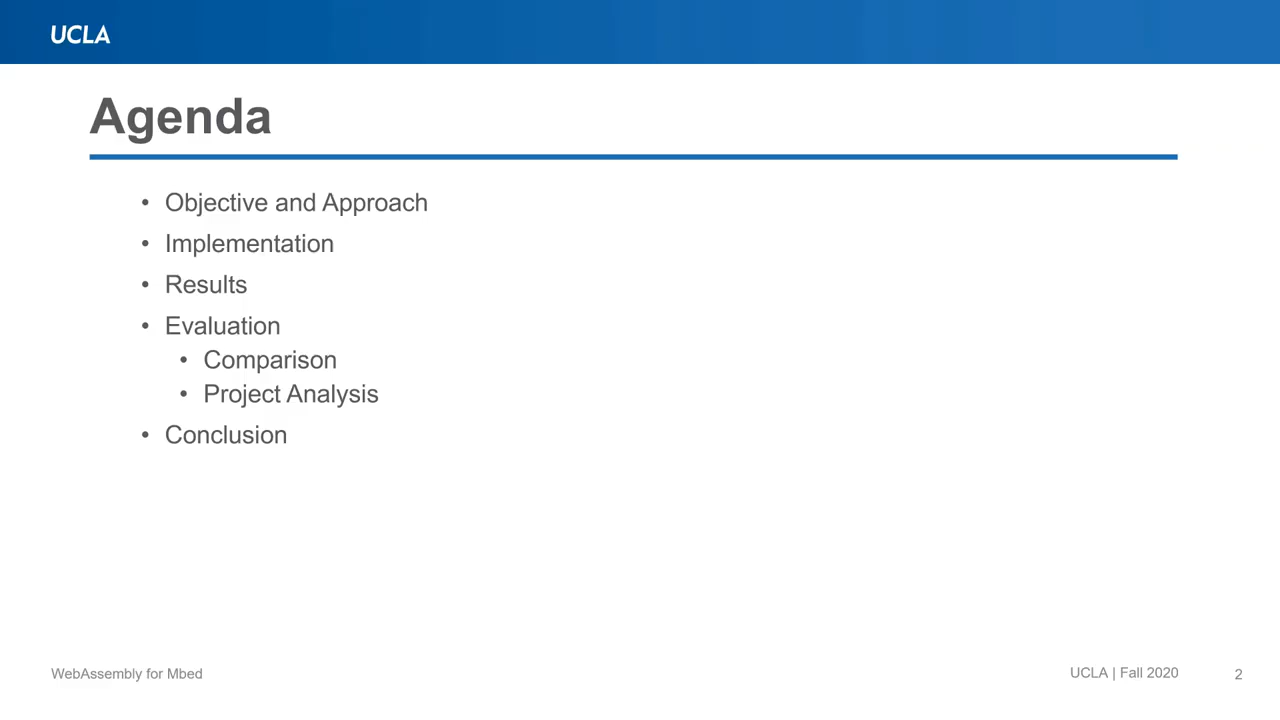 UCLA
Agenda
• Objective and Approach
• Implementation
• Results
• Evaluation
• Comparison
• Project Analysis
• Conclusion
WebAssembly for Mbed
UCLA | Fall 2020
2